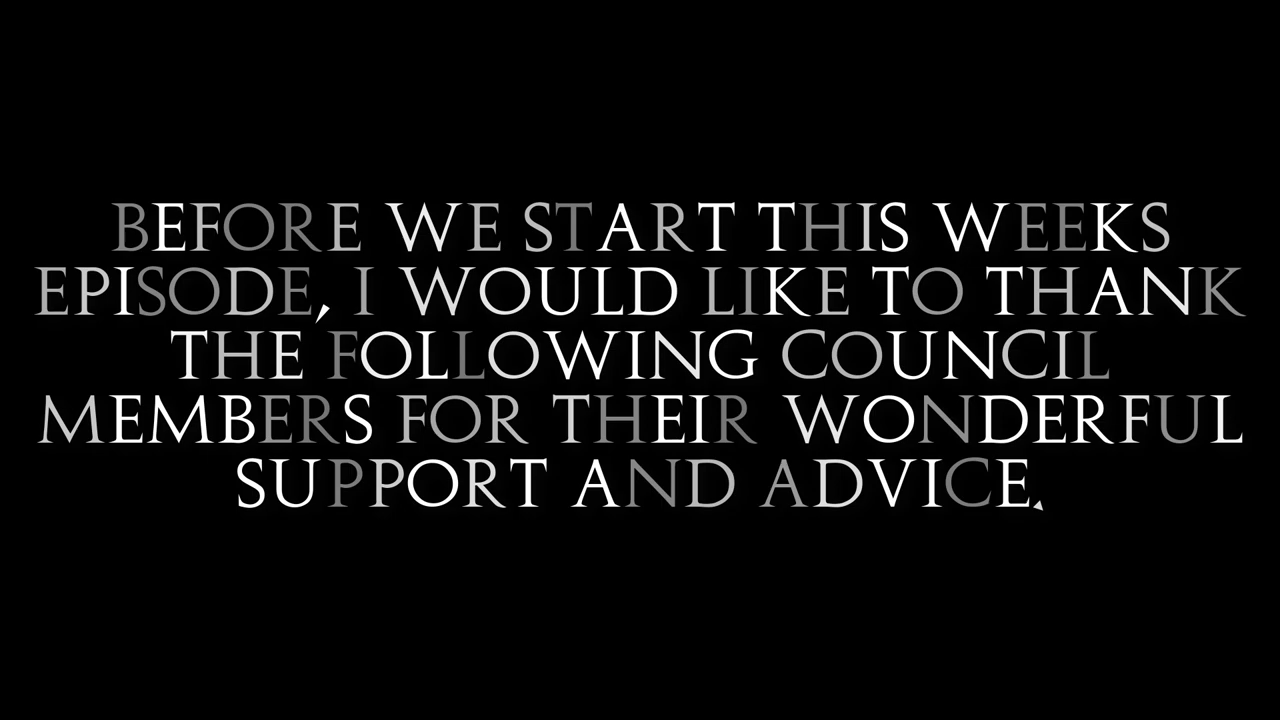 BEFORE WE START THIS WEEKS
EPISODE, I WOULD LIKE TO THANK
THE FOLLOWING COUNCIL
MEMBERS FOR THEIR WONDERFUL
SUPPORT AND ADVICE.